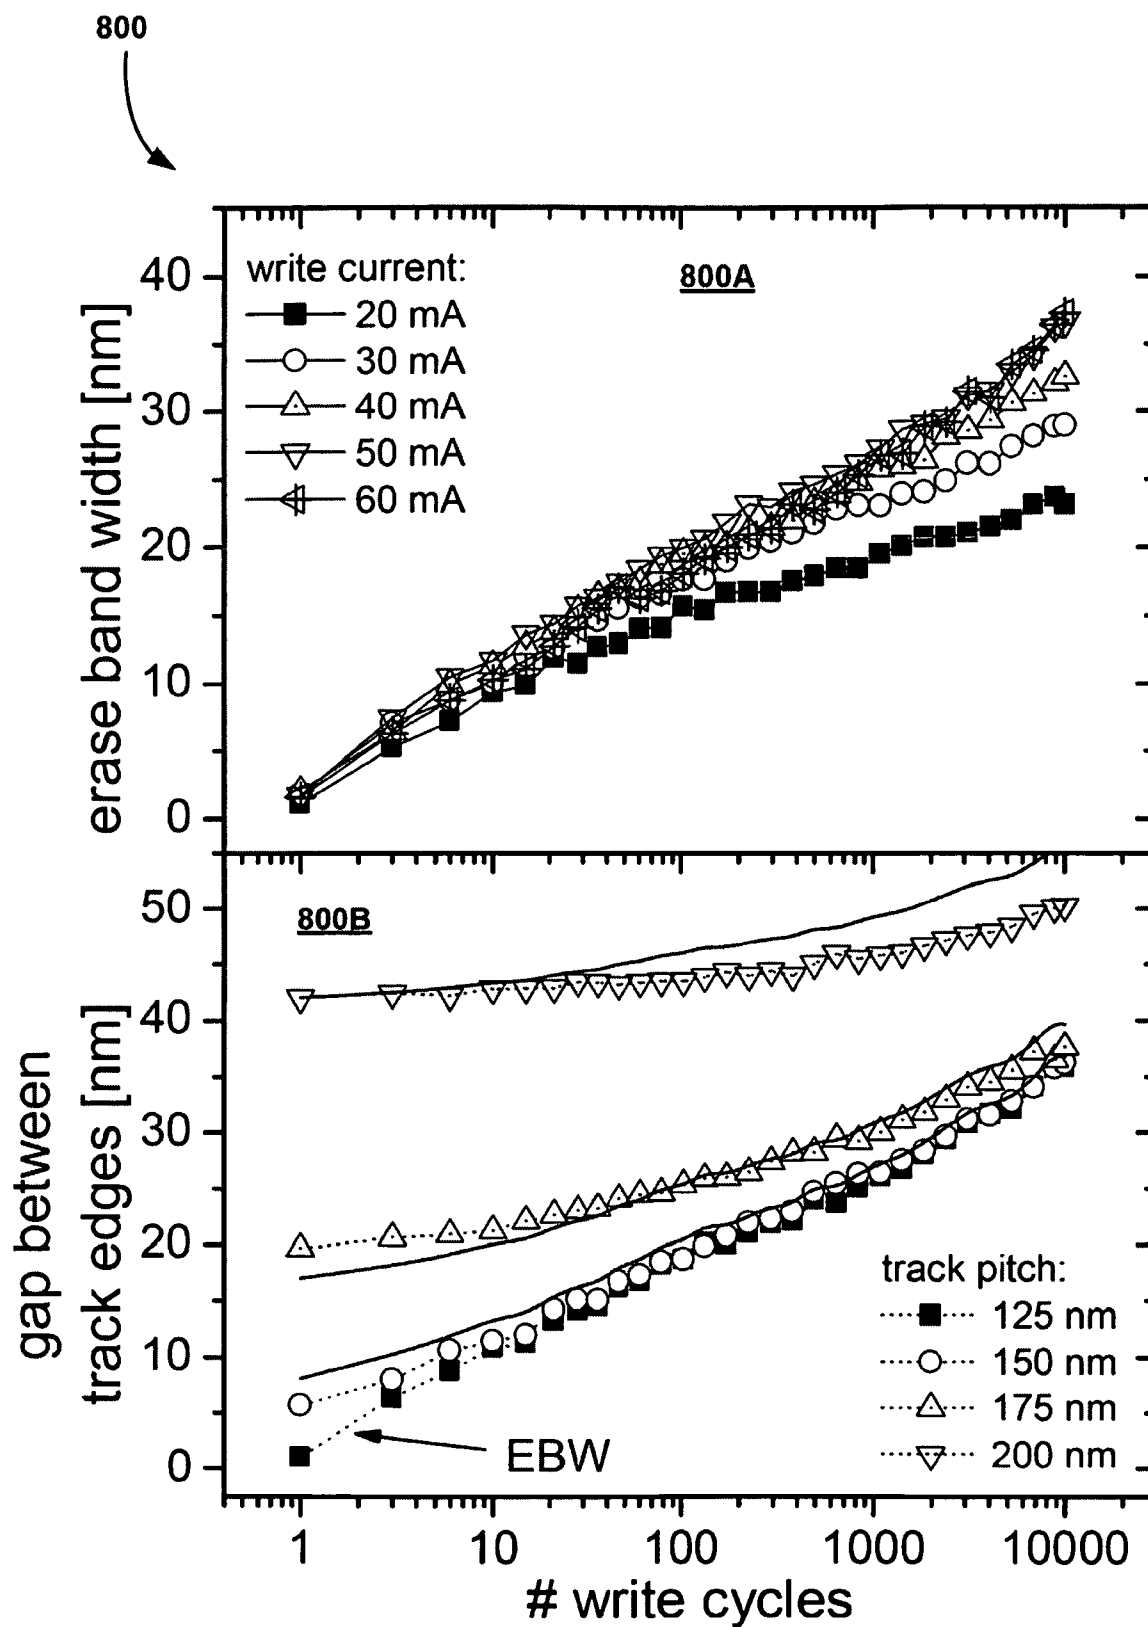 800
800A
write current:
20 mA
30 mA
40 mA
50 mA
60 mA
erase band width [nm]
40
30
20
10
0
800B
gap between
track edges [nm]
50
40
30
20
10
0
EBW
track pitch:
125 nm
150 nm
175 nm
200 nm
1
10
100
1000
10000
# write cycles